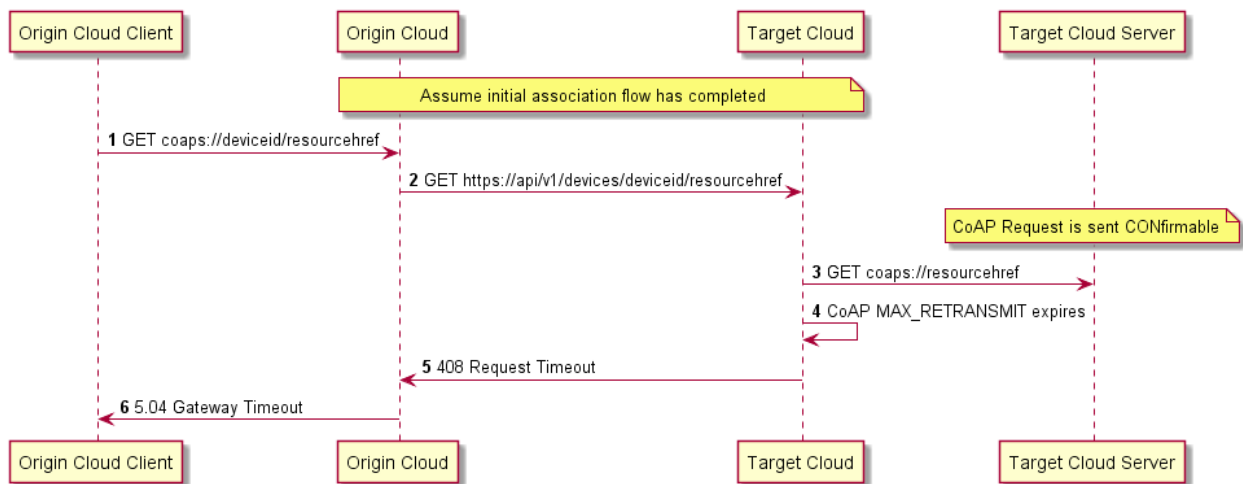 Origin Cloud Client
Origin Cloud
Target Cloud
Target Cloud Server
Assume initial association flow has completed
1 GET coaps://deviceid/resourcehref
2 GET https://api/v1/devices/deviceid/resourcehref
CoAP Request is sent CONfirmable
3 GET coaps://resourcehref
4 CoAP MAX_RETRANSMIT expires
5 408 Request Timeout
6 5.04 Gateway Timeout
Origin Cloud Client
Origin Cloud
Target Cloud
Target Cloud Server